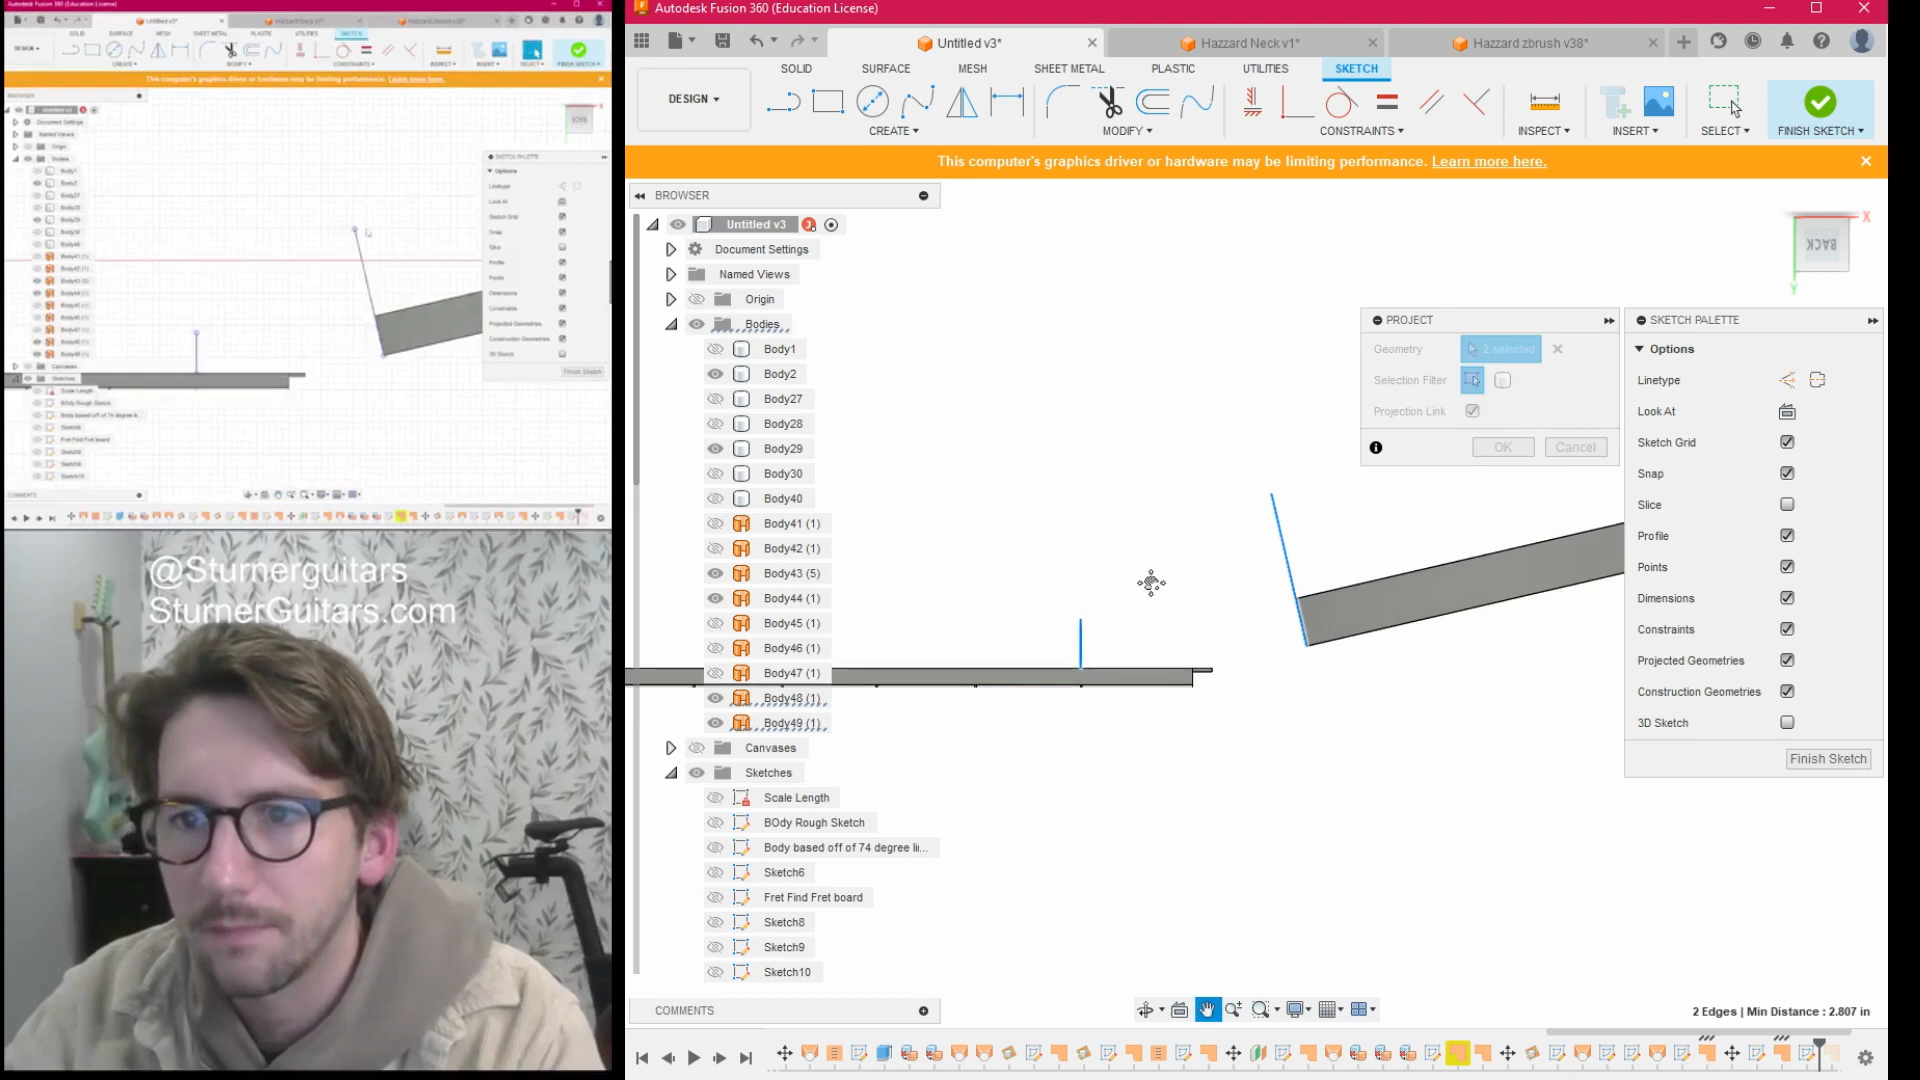 Autodesk Fusion 360 (Education License)
Untitled v3*
Hazzard Neck v1*
Hazzard zbrush v38*
SOLID
SURFACE
MESH
SHEET METAL
PLASTIC
UTILITIES
SKETCH
DESIGN
CREATE
MODIFY
CONSTRAINTS
INSPECT
INSERT
SELECT
FINISH SKETCH
This computer's graphics driver or hardware may be limiting performance. Learn more here.
BROWSER
Untitled v3
Document Settings
Named Views
Origin
Bodies
Body1
Body2
Body27
Body28
Body29
Body30
Body40
Body41 (1)
Body42 (1)
Body43 (5)
Body44 (1)
Body45 (1)
Body46 (1)
Body47 (1)
Body48 (1)
Body49 (1)
Canvases
Sketches
Scale Length
BOdy Rough Sketch
Body based off of 74 degree li...
Sketch6
Fret Find Fret board
Sketch8
Sketch9
Sketch10
COMMENTS
X
BACK
Y
PROJECT
Geometry
2 selected
Selection Filter
Projection Link
OK
Cancel
SKETCH PALETTE
Options
Linetype
Look At
Sketch Grid
Snap
Slice
Profile
Points
Dimensions
Constraints
Projected Geometries
Construction Geometries
3D Sketch
Finish Sketch
2 Edges | Min Distance : 2.807 in
@Sturnerguitars
SturnerGuitars.com